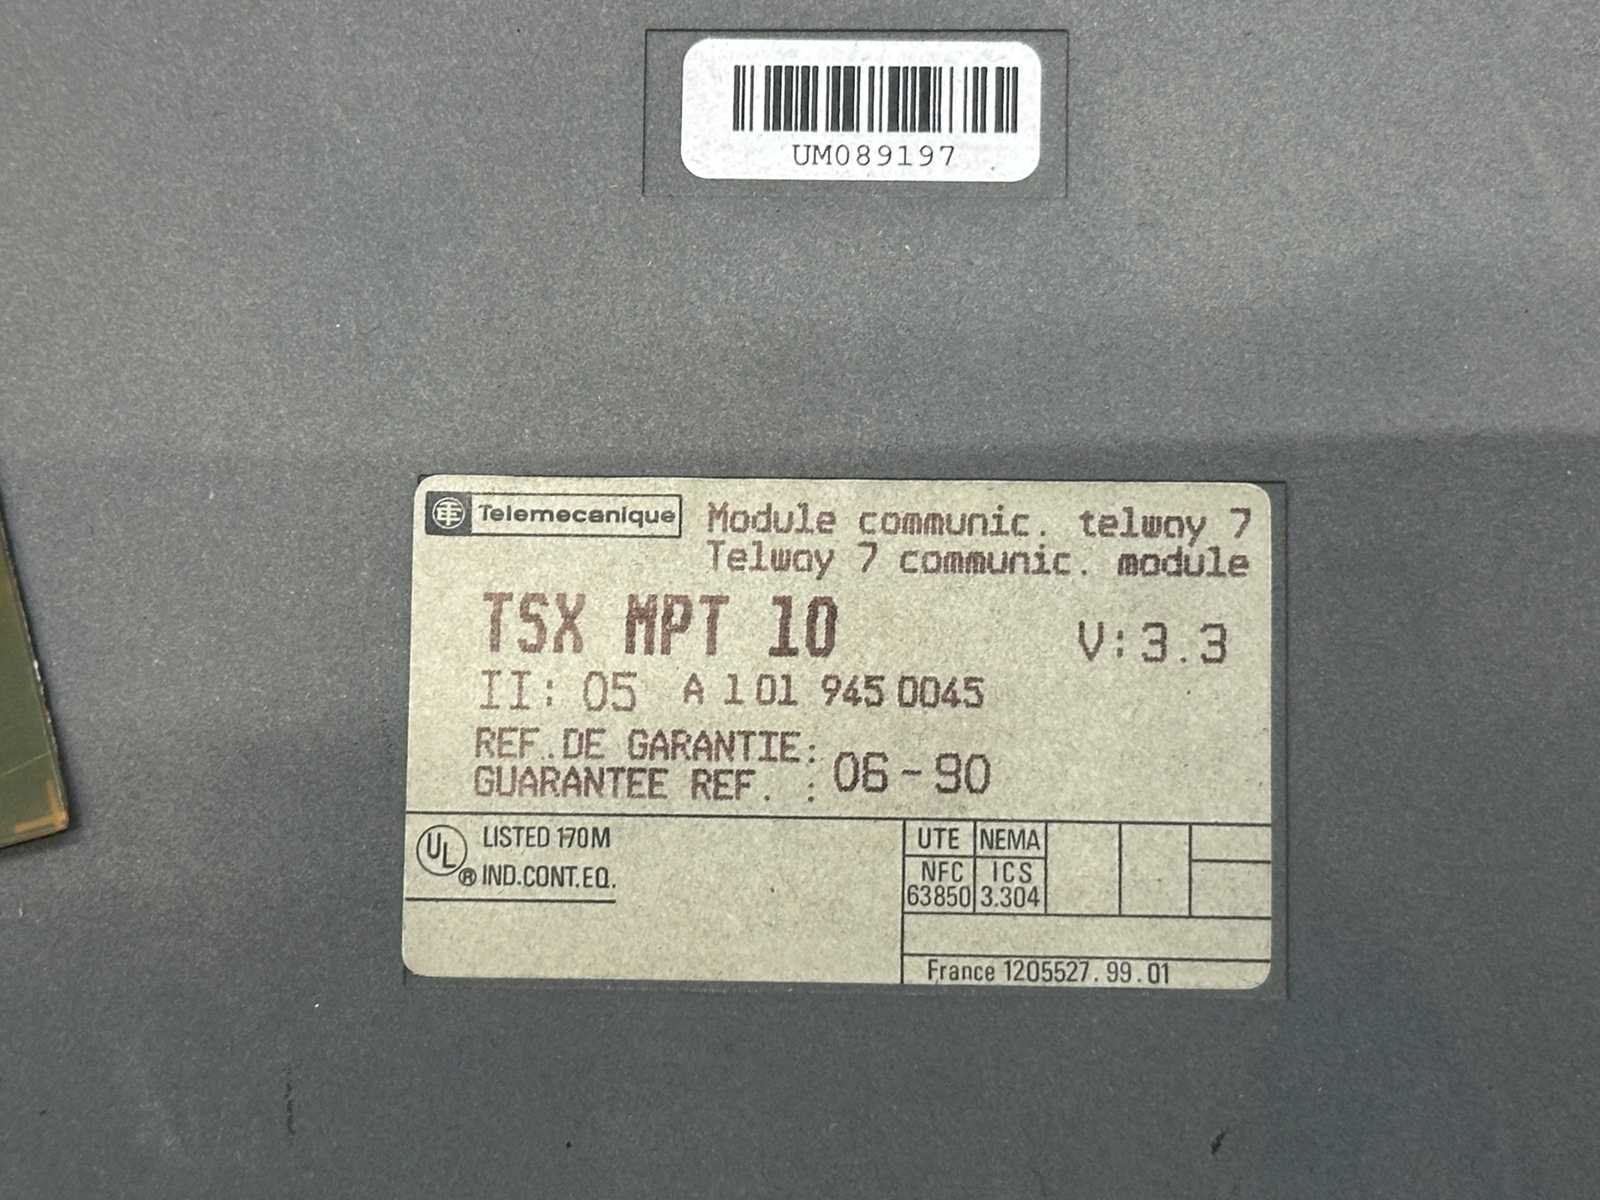 UM089197
Telemecanique
Module communic. telway 7
Telway 7 communic. module
TSX MPT 10
V: 3.3
II: 05 A 1 01 945 0045
REF.DE GARANTIE:
GUARANTEE REF. : 06-90
UL ® LISTED 170M
IND.CONT.EQ.
UTE NEMA
NFC ICS
63850 3.304
France 1205527.99.01